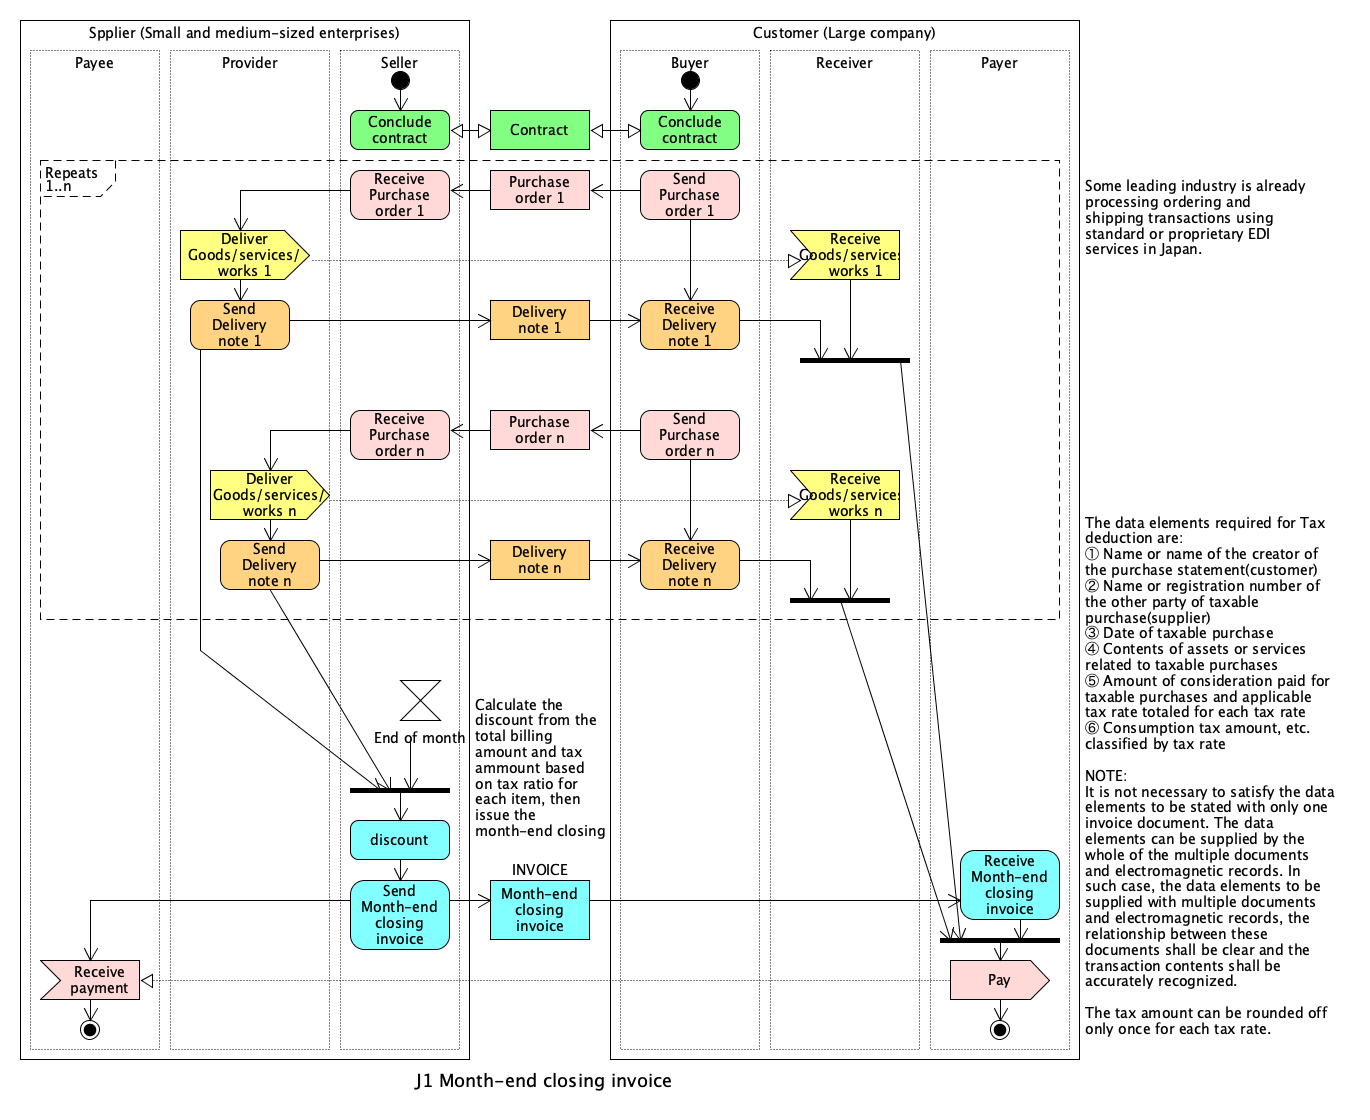 Spplier (Small and medium-sized enterprises)
Customer (Large company)
Payee
Provider
Seller
Buyer
Receiver
Payer
Conclude
contract
Contract
Conclude
contract
Repeats
1..n
Receive
Purchase
order 1
Purchase
order 1
Send
Purchase
order 1
Some leading industry is already
processing ordering and
shipping transactions using
standard or proprietary EDI
services in Japan.
Deliver
Goods/services/
works 1
Receive
Goods/services
works 1
Send
Delivery
note 1
Delivery
note 1
Receive
Delivery
note 1
Receive
Purchase
order n
Purchase
order n
Send
Purchase
order n
Deliver
Goods/services/
works n
Receive
Goods/services
works n
Send
Delivery
note n
Delivery
note n
Receive
Delivery
note n
The data elements required for Tax
deduction are:
① Name or name of the creator of
the purchase statement(customer)
② Name or registration number of
the other party of taxable
purchase(supplier)
③ Date of taxable purchase
④ Contents of assets or services
related to taxable purchases
⑤ Amount of consideration paid for
taxable purchases and applicable
tax rate totaled for each tax rate
⑥ Consumption tax amount, etc.
classified by tax rate
NOTE:
It is not necessary to satisfy the data
elements to be stated with only one
invoice document. The data
elements can be supplied by the
whole of the multiple documents
and electromagnetic records. In
such case, the data elements to be
supplied with multiple documents
and electromagnetic records, the
relationship between these
documents shall be clear and the
transaction contents shall be
accurately recognized.
The tax amount can be rounded off
only once for each tax rate.
End of month
Calculate the
discount from the
total billing
amount and tax
ammount based
on tax ratio for
each item, then
issue the
month-end closing
discount
INVOICE
Send
Month-end
closing
invoice
Month-end
closing
invoice
Receive
Month-end
closing
invoice
Receive
payment
Pay
J1 Month-end closing invoice